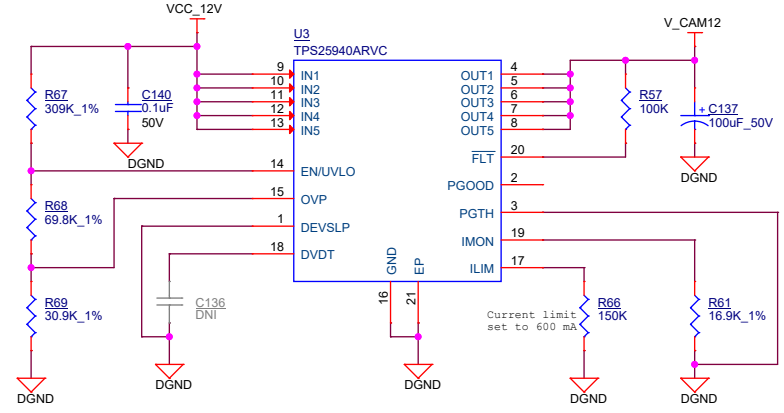 VCC_12V
V_CAM12
U3
TPS25940ARVC
R67
309K_1%
C140
0.1uF
50V
DGND
9
IN1
10
IN2
11
IN3
12
IN4
13
IN5
OUT1
4
OUT2
5
OUT3
6
OUT4
7
OUT5
8
R57
100K
+
C137
100uF_50V
DGND
14
EN/UVLO
FLT
20
15
OVP
PGOOD
2
R68
69.8K_1%
1
DEVSLP
PGTH
3
18
DVDT
IMON
19
GND
EP
ILIM
17
16
21
R69
30.9K_1%
C136
DNI
Current limit
set to 600 mA
R66
150K
R61
16.9K_1%
DGND
DGND
DGND
DGND
DGND